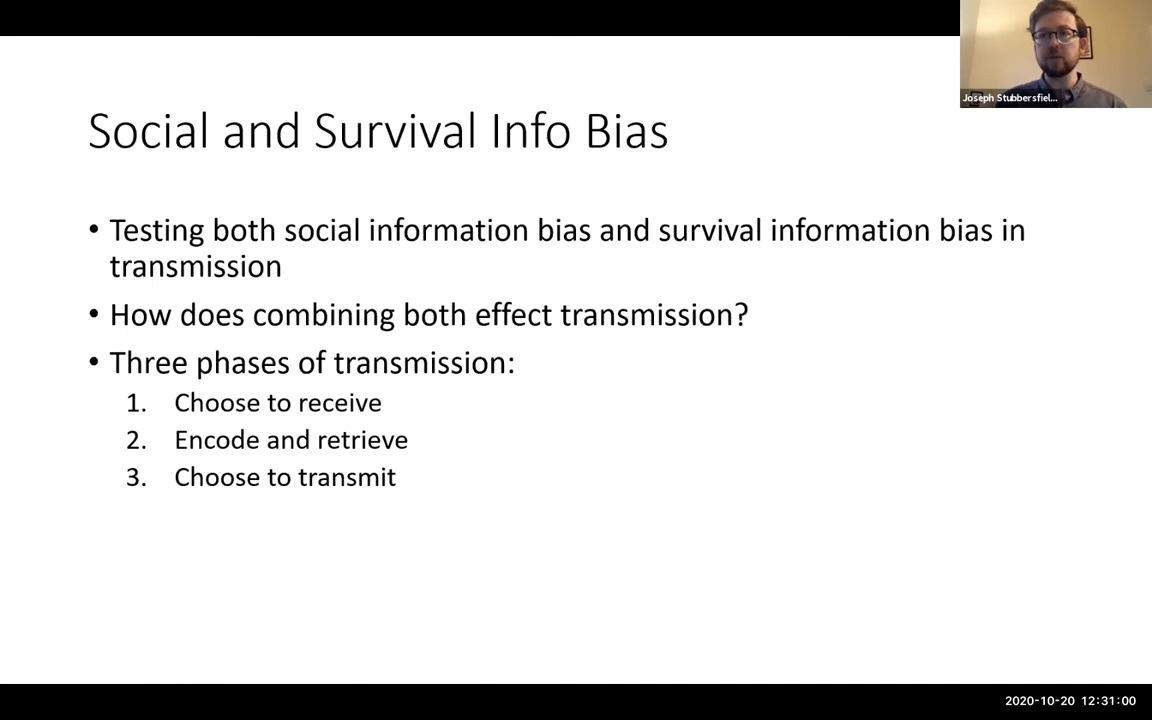 Joseph Stubbersfiel...
Social and Survival Info Bias
• Testing both social information bias and survival information bias in
transmission
• How does combining both effect transmission?
• Three phases of transmission:
1. Choose to receive
2. Encode and retrieve
3. Choose to transmit
2020-10-20 12:31:00